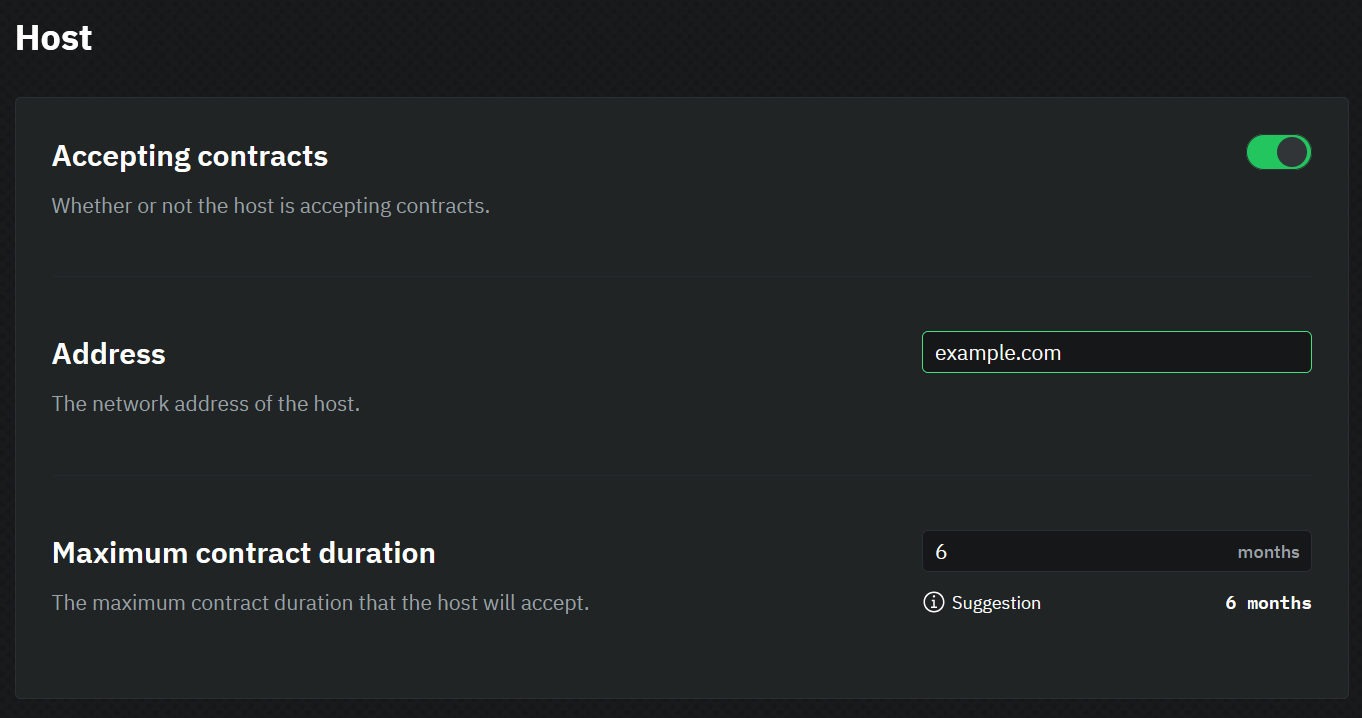 Host
Accepting contracts
Whether or not the host is accepting contracts.
Address
example.com
The network address of the host.
Maximum contract duration
6 months
The maximum contract duration that the host will accept.
Suggestion 6 months